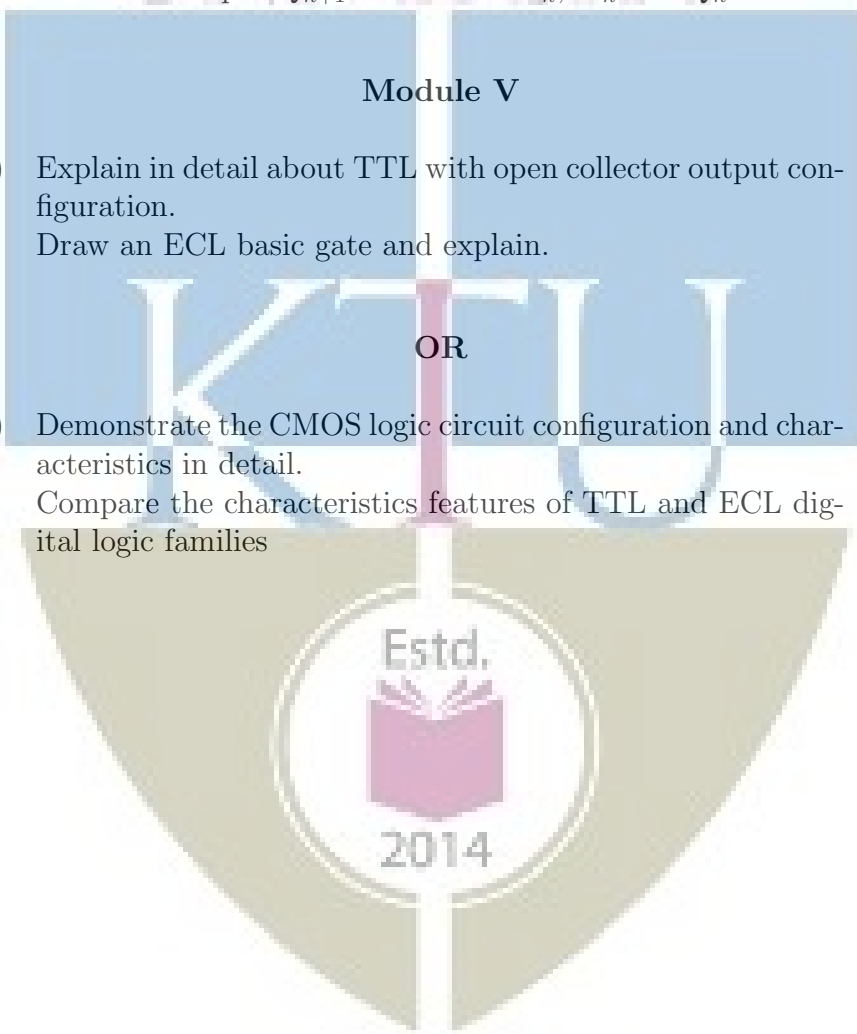 Module V
Explain in detail about TTL with open collector output con-
figuration.
Draw an ECL basic gate and explain.
KTU
OR
Demonstrate the CMOS logic circuit configuration and char-
acteristics in detail.
Compare the characteristics features of TTL and ECL dig-
ital logic families
Estd.
2014